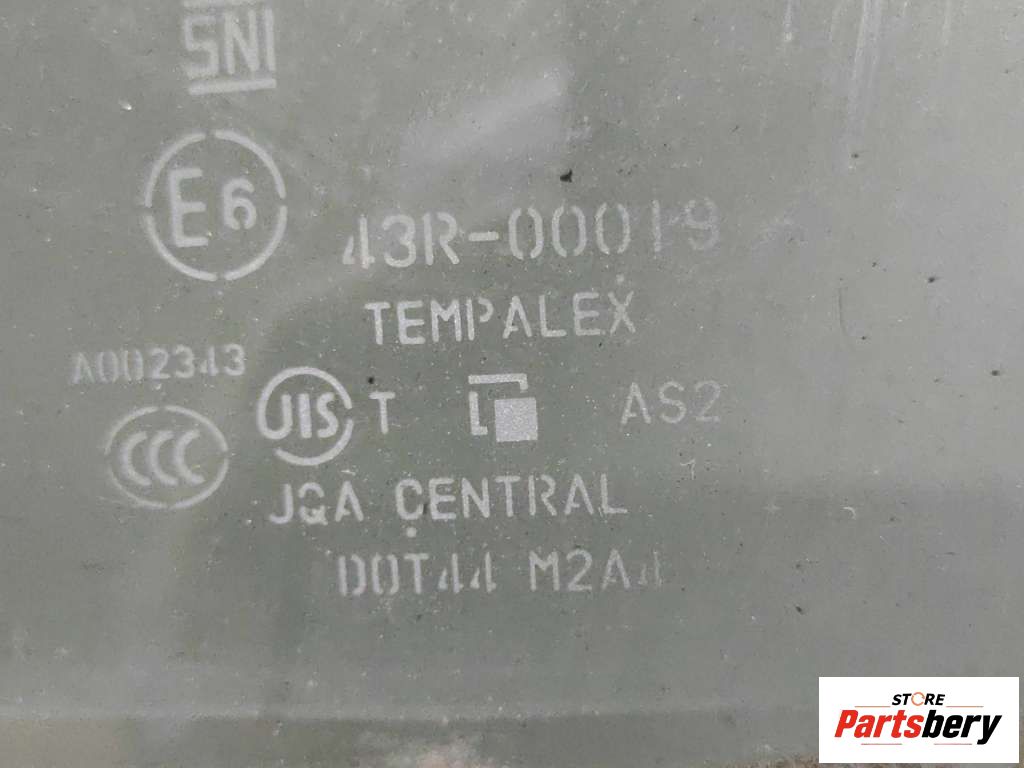 SNI
E6
43R-00019
TEMPALEX
A002343
CCC
JIS T AS2
JQA CENTRAL
DOT44 M2A4
STORE
Partsbery